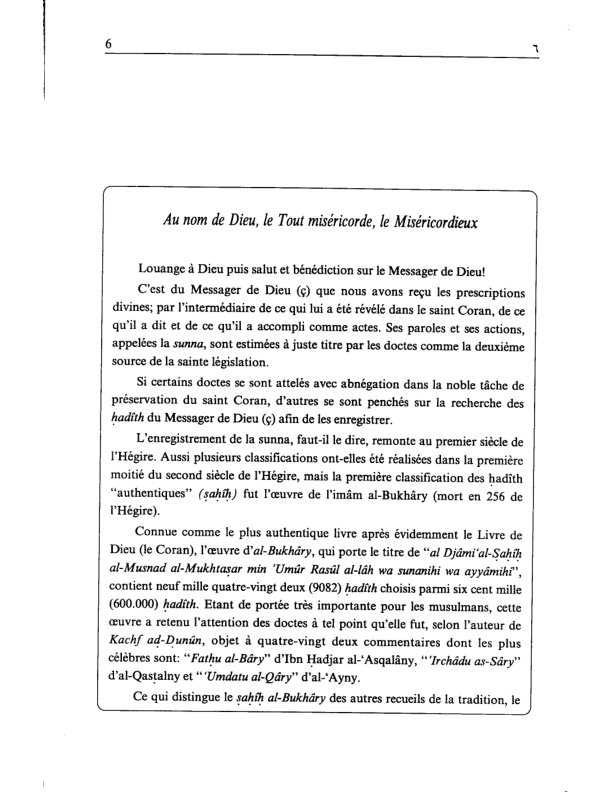 6 ٦
Au nom de Dieu, le Tout miséricorde, le Miséricordieux
Louange à Dieu puis salut et bénédiction sur le Messager de Dieu!
C’est du Messager de Dieu (ç) que nous avons reçu les prescriptions
divines; par l’intermédiaire de ce qui lui a été révélé dans le saint Coran, de ce
qu’il a dit et de ce qu’il a accompli comme actes. Ses paroles et ses actions,
appelées la sunna, sont estimées à juste titre par les doctes comme la deuxième
source de la sainte législation.
Si certains doctes se sont attelés avec abnégation dans la noble tâche de
préservation du saint Coran, d’autres se sont penchés sur la recherche des
ḥadîth du Messager de Dieu (ç) afin de les enregistrer.
L’enregistrement de la sunna, faut-il le dire, remonte au premier siècle de
l’Hégire. Aussi plusieurs classifications ont-elles été réalisées dans la première
moitié du second siècle de l’Hégire, mais la première classification des ḥadîth
“authentiques” (ṣaḥîḥ) fut l’œuvre de l’imâm al-Bukhâry (mort en 256 de
l’Hégire).
Connue comme le plus authentique livre après évidemment le Livre de
Dieu (le Coran), l’œuvre d’al-Bukhâry, qui porte le titre de “al Djâmi‘al-Ṣaḥîḥ
al-Musnad al-Mukhtaṣar min ’Umûr Rasûl al-lâh wa sunanihi wa ayyâmihi”,
contient neuf mille quatre-vingt deux (9082) ḥadîth choisis parmi six cent mille
(600.000) ḥadîth. Etant de portée très importante pour les musulmans, cette
œuvre a retenu l’attention des doctes à tel point qu’elle fut, selon l’auteur de
Kachf aḍ-Ḍunûn, objet à quatre-vingt deux commentaires dont les plus
célèbres sont: “Fatḥu al-Bâry” d’Ibn Ḥadjar al-‘Asqalâny, “’Irchâdu as-Sâry”
d’al-Qasṭalny et “‘Umdatu al-Qâry” d’al-‘Ayny.
Ce qui distingue le ṣaḥîḥ al-Bukhâry des autres recueils de la tradition, le